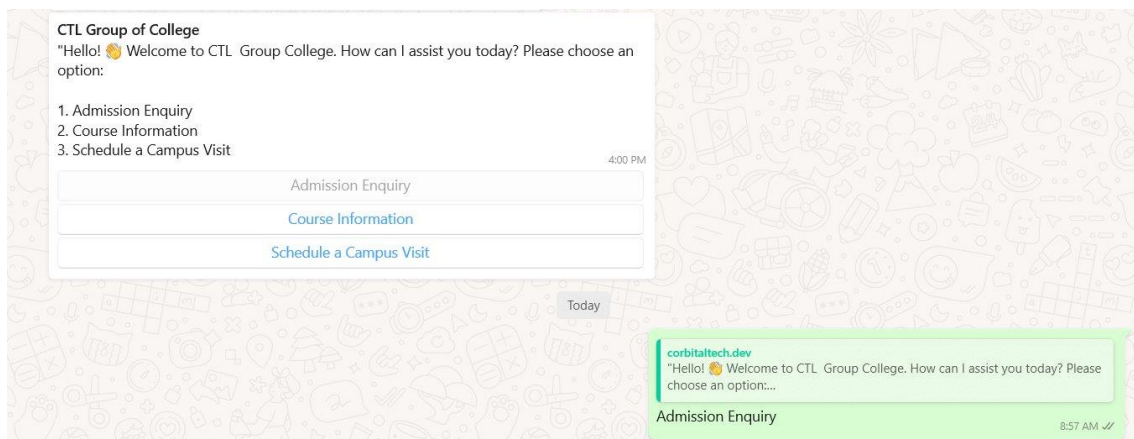 CTL Group of College
"Hello! 👋 Welcome to CTL  Group College. How can I assist you today? Please choose an
option:
1. Admission Enquiry
2. Course Information
3. Schedule a Campus Visit
4:00 PM
Admission Enquiry
Course Information
Schedule a Campus Visit
Today
corbitaltech.dev
"Hello! 👋 Welcome to CTL  Group College. How can I assist you today? Please
choose an option:...
Admission Enquiry
8:57 AM